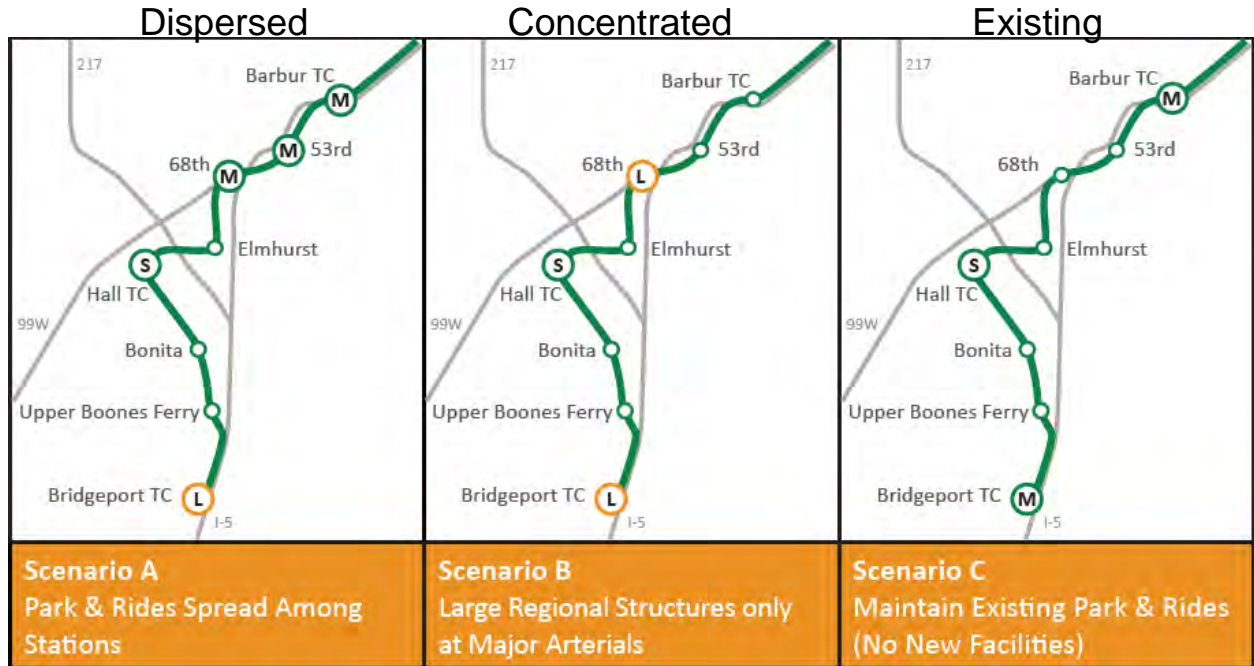 Dispersed
217
Barbur TC
M
M
53rd
68th
M
Elmhurst
S
Hall TC
99W
Bonita
Upper Boones Ferry
Bridgeport TC
L
I-5
Scenario A
Park & Rides Spread Among
Stations
Concentrated
217
Barbur TC
53rd
68th
L
Elmhurst
S
Hall TC
99W
Bonita
Upper Boones Ferry
Bridgeport TC
L
I-5
Scenario B
Large Regional Structures only
at Major Arterials
Existing
217
Barbur TC
M
53rd
68th
Elmhurst
S
Hall TC
99W
Bonita
Upper Boones Ferry
Bridgeport TC
M
I-5
Scenario C
Maintain Existing Park & Rides
(No New Facilities)